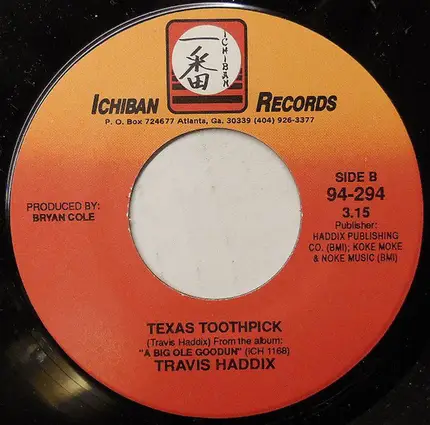 一番
ICHIBAN
ICHIBAN RECORDS
P. O. Box 724677 Atlanta, Ga. 30339 (404) 926-3377
PRODUCED BY:
BRYAN COLE
SIDE B
94-294
3.15
Publisher:
HADDIX PUBLISHING
CO. (BMI); KOKE MOKE
& NOKE MUSIC (BMI)
TEXAS TOOTHPICK
(Travis Haddix) From the album:
"A BIG OLE GOODUN" (ICH 1168)
TRAVIS HADDIX